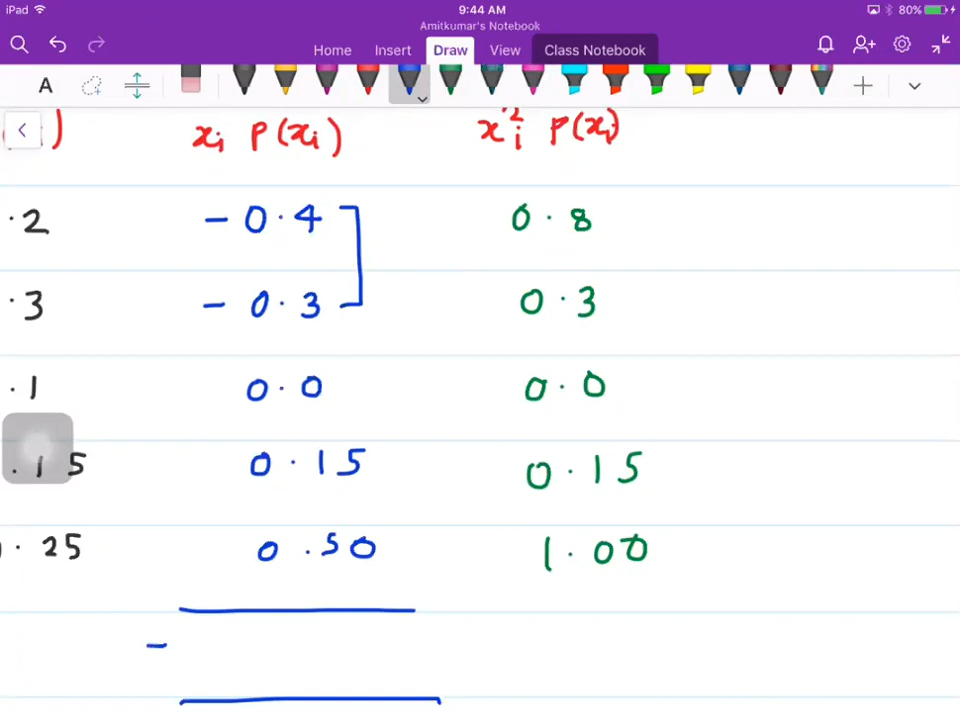 iPad 9:44 AM 80%
Amitkumar's Notebook
Home Insert Draw View Class Notebook
A
) xi P(xi) xi² P(xi)
.2 - 0.4 0.8
.3 - 0.3 0.3
.1 0.0 0.0
.15 0.15 0.15
0.25 0.50 1.00
-